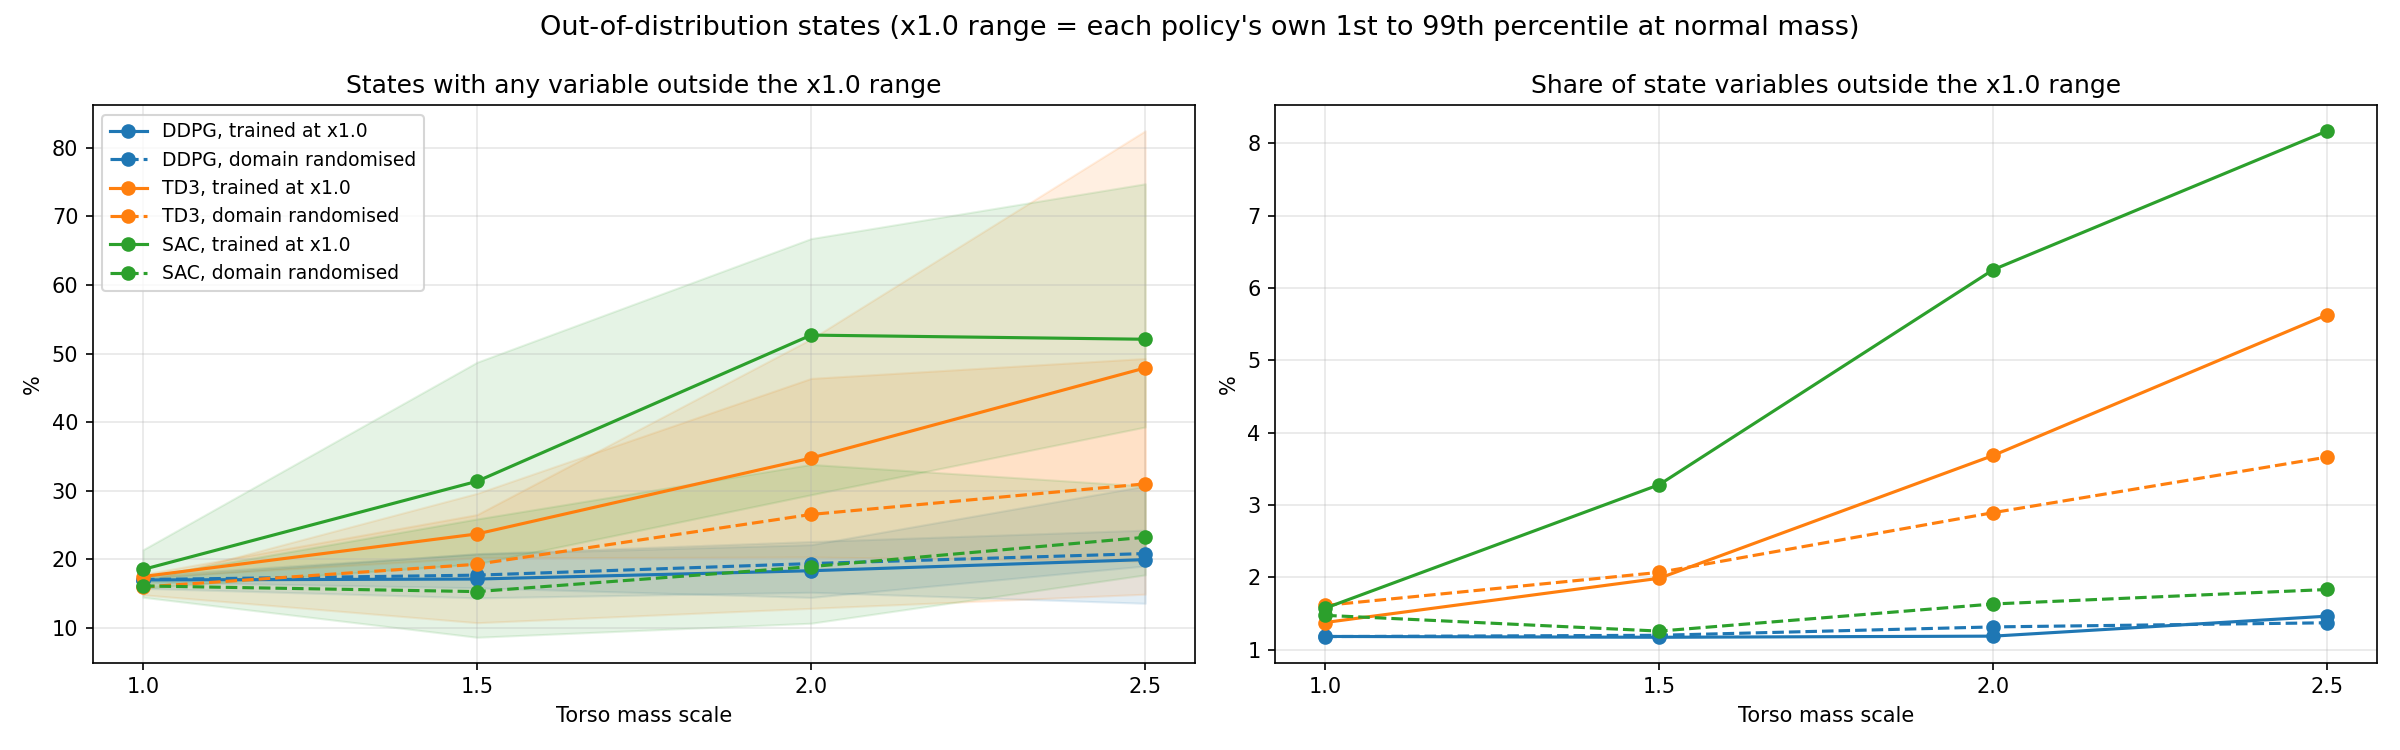 Out-of-distribution states (x1.0 range = each policy's own 1st to 99th percentile at normal mass)
States with any variable outside the x1.0 range
%
80
70
60
50
40
30
20
10
DDPG, trained at x1.0
DDPG, domain randomised
TD3, trained at x1.0
TD3, domain randomised
SAC, trained at x1.0
SAC, domain randomised
1.0 1.5 2.0 2.5
Torso mass scale
Share of state variables outside the x1.0 range
%
8
7
6
5
4
3
2
1
1.0 1.5 2.0 2.5
Torso mass scale